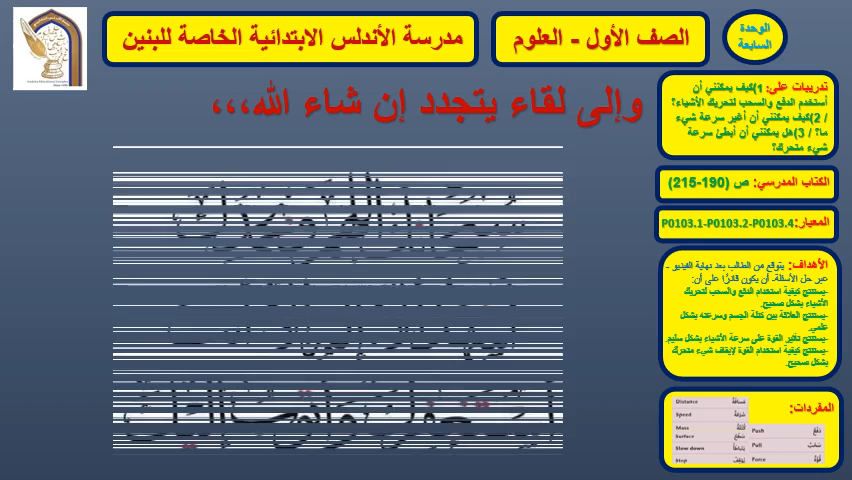 الوحدة
السابعة
الصف الأول - العلوم
مدرسة الأندلس الابتدائية الخاصة للبنين
وإلى لقاء يتجدد إن شاء الله،،،
تدريبات على: 1)كيف يمكنني أن
أستخدم الدفع والسحب لتحريك الأشياء؟
/ 2)كيف يمكنني أن أغير سرعة شيء
ما؟ / 3)هل يمكنني أن أبطئ سرعة
شيء متحرك؟
الكتاب المدرسي: ص (190-215)
المعيار:P0103.1-P0103.2-P0103.4
الأهداف: يتوقع من الطالب بعد نهاية الفيديو -
عبر حل الأسئلة- أن يكون قادرًا على أن:
-يستنتج كيفية استخدام الدفع والسحب لتحريك
الأشياء بشكل صحيح.
-يستنتج العلاقة بين كتلة الجسم وسرعته بشكل
علمي.
-يستنتج تأثير القوة على سرعة الأشياء بشكل سليم.
-يستنتج كيفية استخدام القوة لإيقاف شيء متحرك
بشكل صحيح.
المفردات:
Distance مَسافَةٌ
Speed سُرْعَةٌ
Mass كُتْلَةٌ
Surface سَطْحٌ
Slow down يَتَباطَأُ
Stop يَتَوَقَّفُ
Push دَفْعٌ
Pull سَحْبٌ
Force قُوَّةٌ